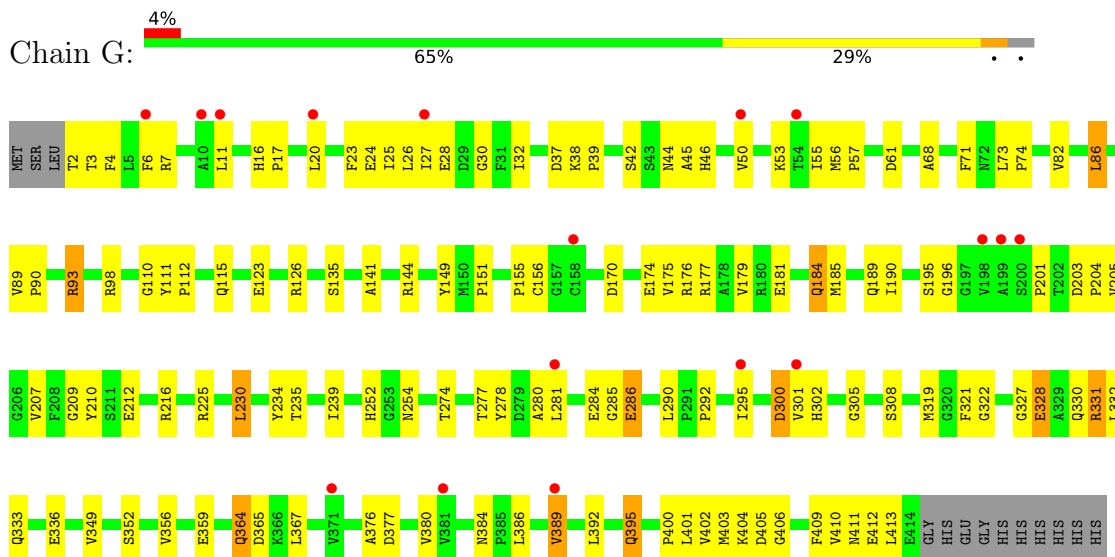 4%
Chain G:
65% 29% • •
MET SER LEU T2 T3 F4 L5 F6 R7 A10 L11 H16 P17 L20 F23 E24 I25 L26 I27 E28 D29 G30 F31 I32 D37 K38 P39 S42 S43 N44 A45 H46 V50 K53 T54 I55 M56 P57 D61 A68 F71 N72 L73 P74 V82 L86
V89 P90 R93 R98 G110 Y111 P112 Q115 E123 R126 S135 A141 R144 Y149 M150 P151 P155 C156 G157 C158 D170 E174 V175 R176 R177 A178 V179 R180 E181 Q184 M185 Q189 I190 S195 G196 G197 V198 A199 S200 P201 T202 D203 P204 V205
G206 V207 F208 G209 Y210 S211 E212 R216 R225 L230 Y234 T235 I239 H252 G253 N254 T274 T277 Y278 D279 A280 L281 E284 G285 E286 L290 P291 P292 I295 D300 V301 H302 G305 S308 M319 G320 F321 G322 G327 E328 A329 Q330 R331 L332
Q333 E336 V349 S352 V356 E359 Q364 D365 K366 L367 V371 A376 D377 V380 V381 N384 P385 L386 V389 L392 Q395 P400 L401 V402 M403 K404 D405 G406 F409 V410 N411 E412 L413 E414 GLY HIS GLU GLY HIS HIS HIS HIS HIS HIS